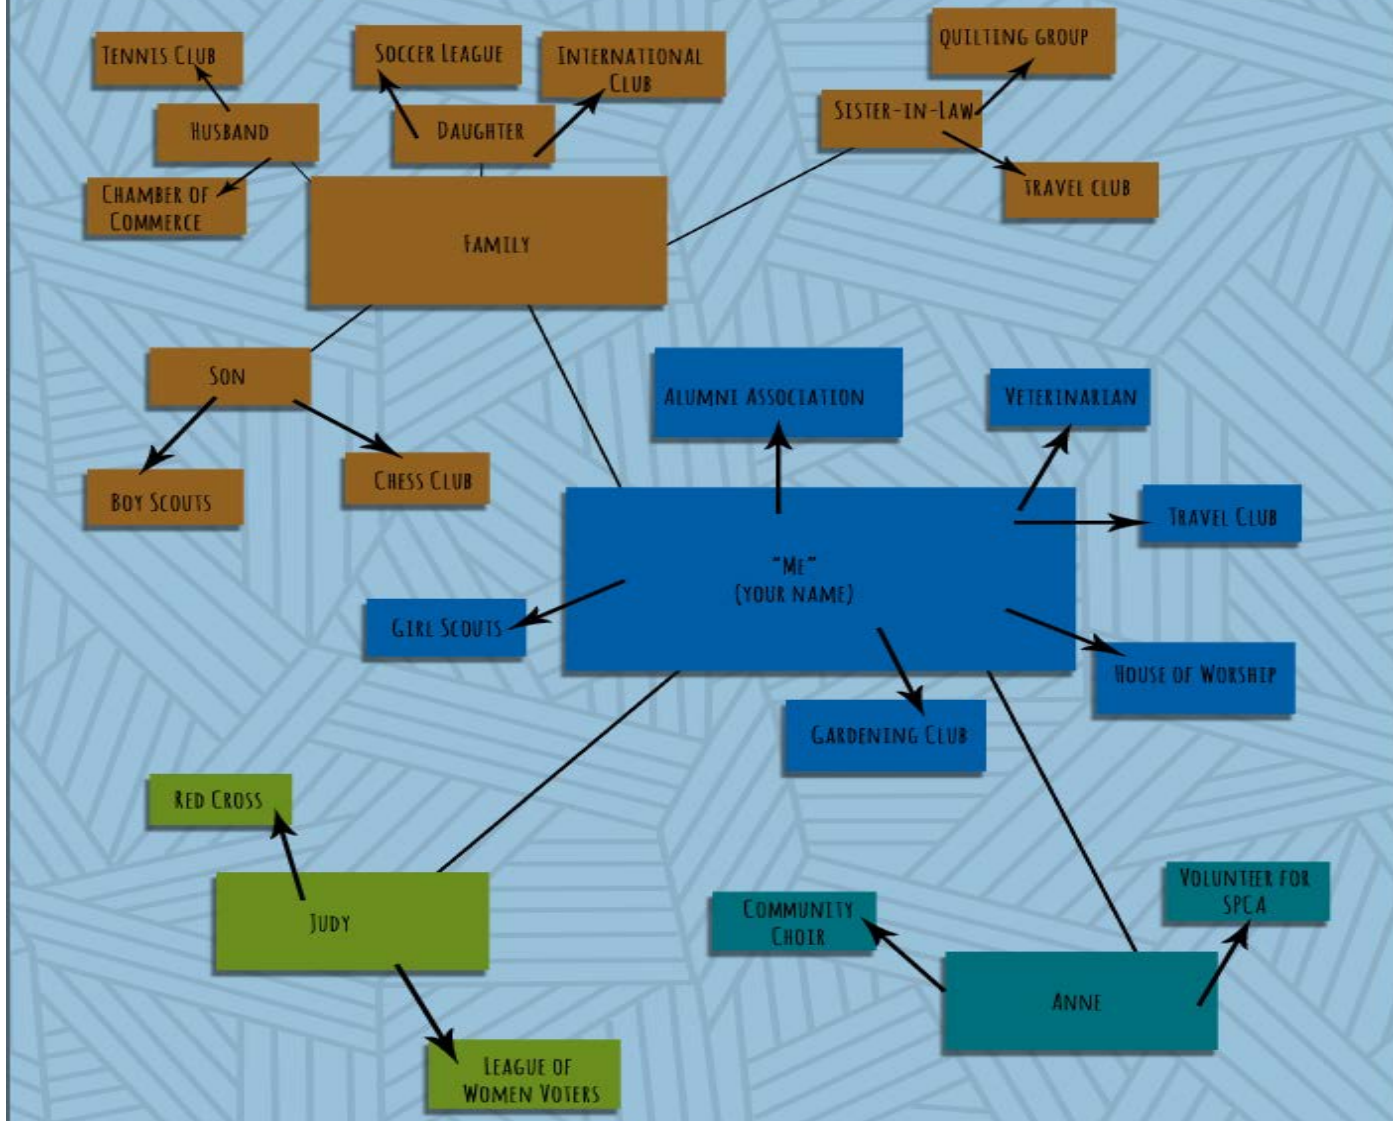 Tennis Club
Soccer League
International
Club
Quilting Group
Husband
Daughter
Sister-in-Law
Chamber of
Commerce
Travel Club
Family
Son
Boy Scouts
Chess Club
Alumni Association
Veterinarian
Travel Club
"Me"
(your name)
Girl Scouts
House of Worship
Gardening Club
Red Cross
Judy
League of
Women Voters
Community
Choir
Volunteer for
SPCA
Anne